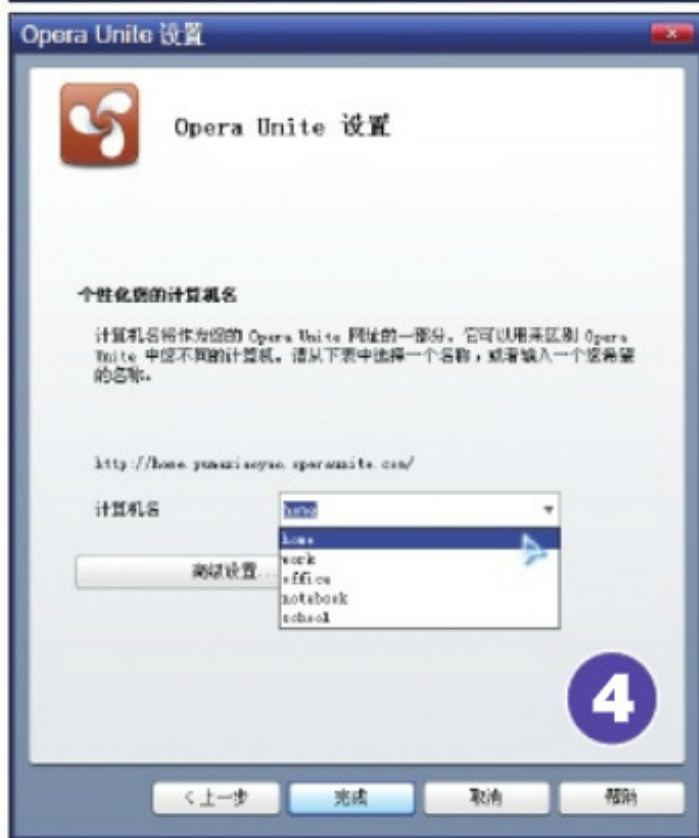 Opera Unite 设置
Opera Unite 设置
个性化您的计算机名
计算机名将作为您的 Opera Unite 网址的一部分。它可以用来区别 Opera
Unite 中您不同的计算机。请从下表中选择一个名称，或者输入一个您希望
的名称。
http://home.yumaxiaoyao.operaunite.com/
计算机名
home
home
work
office
notebook
school
高级设置...
4
<上一步
完成
取消
帮助